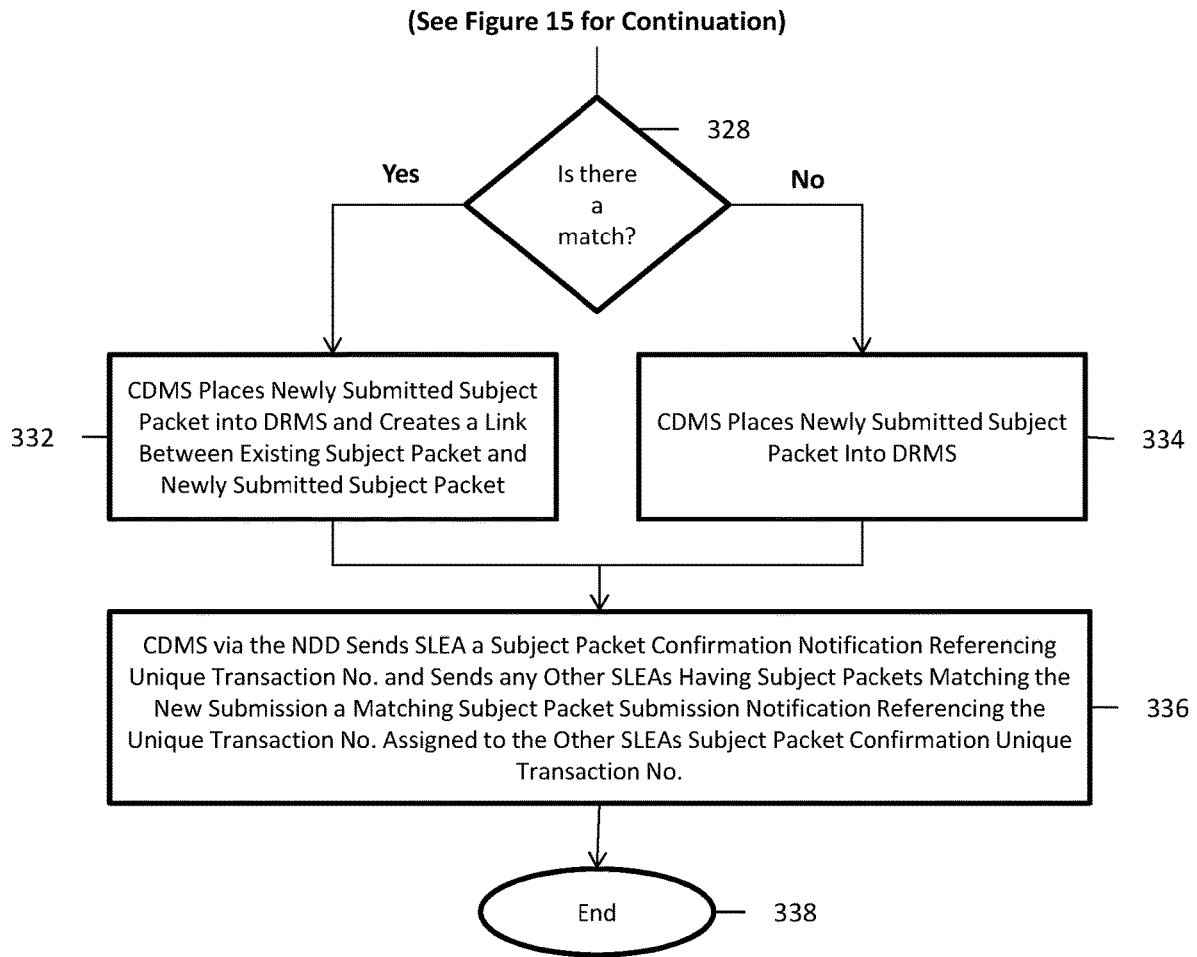 (See Figure 15 for Continuation)
328
Yes
Is there
a
match?
No
332
CDMS Places Newly Submitted Subject
Packet into DRMS and Creates a Link
Between Existing Subject Packet and
Newly Submitted Subject Packet
CDMS Places Newly Submitted Subject
Packet Into DRMS
334
CDMS via the NDD Sends SLEA a Subject Packet Confirmation Notification Referencing
Unique Transaction No. and Sends any Other SLEAs Having Subject Packets Matching the
New Submission a Matching Subject Packet Submission Notification Referencing the
Unique Transaction No. Assigned to the Other SLEAs Subject Packet Confirmation Unique
Transaction No.
336
End
338